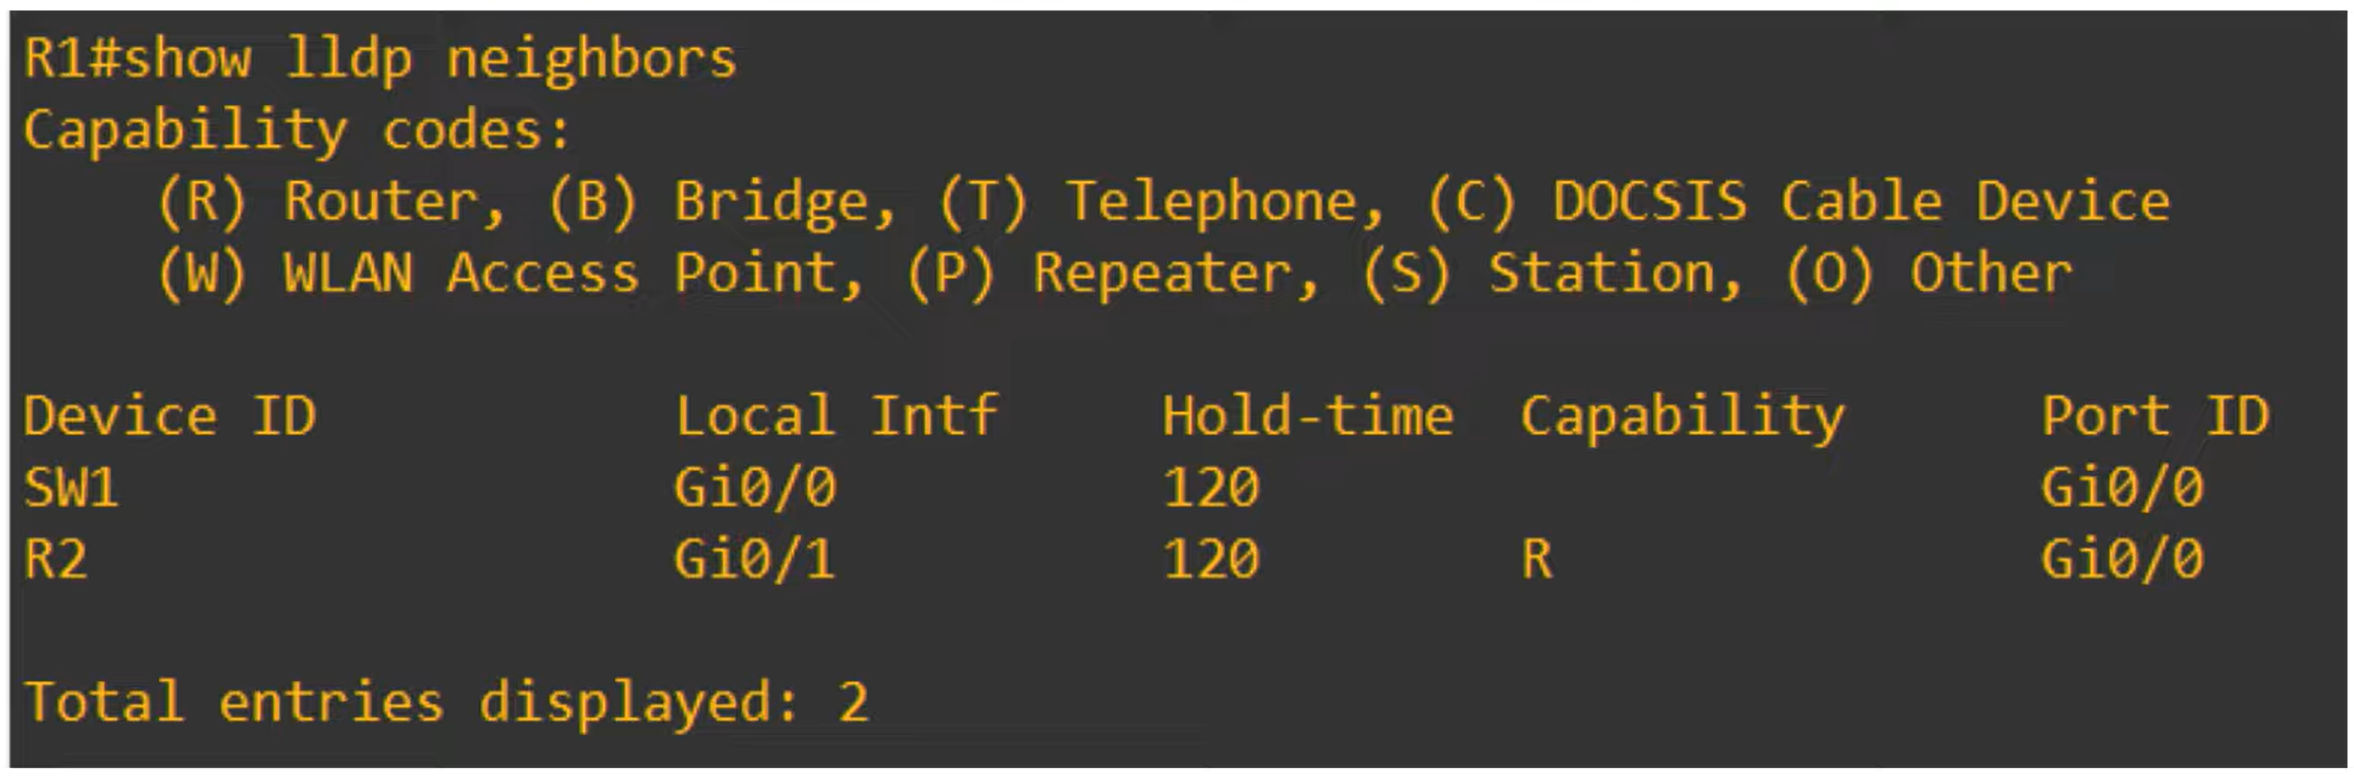 R1#show lldp neighbors
Capability codes:
    (R) Router, (B) Bridge, (T) Telephone, (C) DOCSIS Cable Device
    (W) WLAN Access Point, (P) Repeater, (S) Station, (O) Other

Device ID           Local Intf     Hold-time  Capability      Port ID
SW1                 Gi0/0          120                        Gi0/0
R2                  Gi0/1          120        R               Gi0/0

Total entries displayed: 2